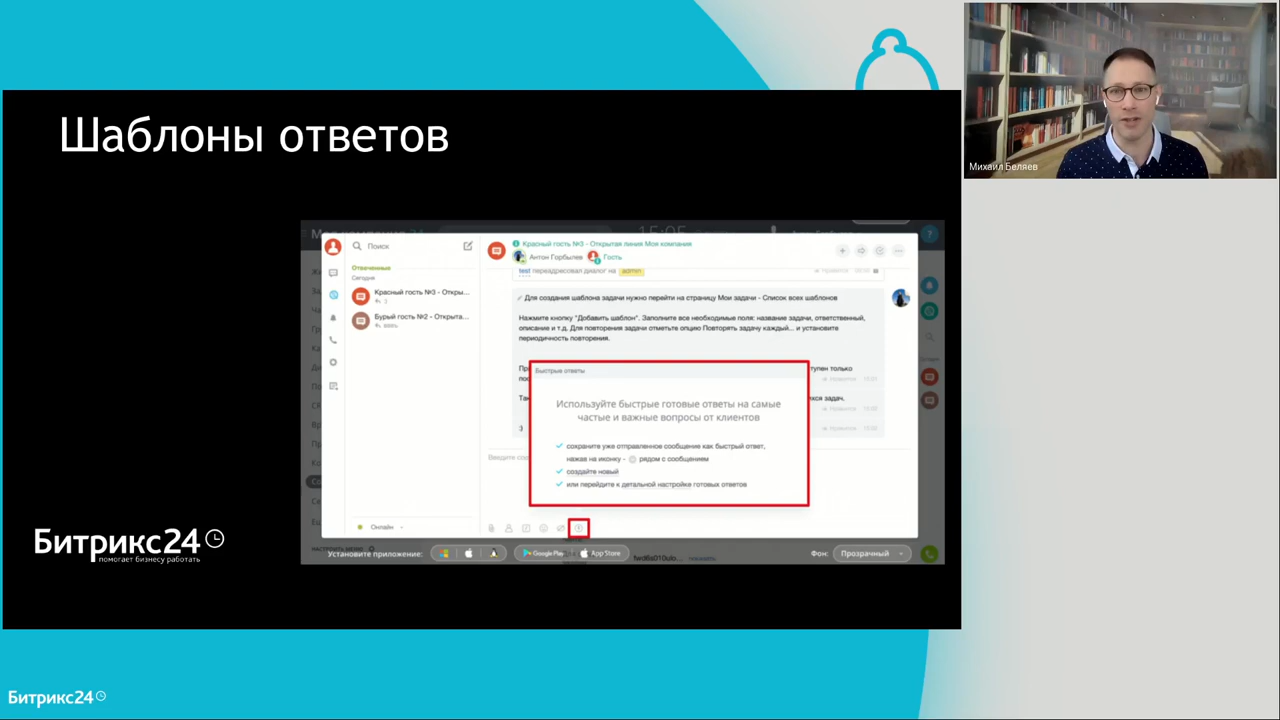 Шаблоны ответов
Михаил Беляев
Поиск
Отвеченные
Сегодня
Красный гость №3 - Откры...
Бурый гость №2 - Открыта...
Красный гость №3 - Открытая линия Моя компания
Антон Горбылев
Гость
test переадресовал диалог на admin
Для создания шаблона задачи нужно перейти на страницу Мои задачи - Список всех шаблонов
Нажмите кнопку "Добавить шаблон". Заполните все необходимые поля: название задачи, ответственный,
описание и т.д. Для повторения задачи отметьте опцию Повторять задачу каждый... и установите
периодичность повторения.
Быстрые ответы
Используйте быстрые готовые ответы на самые
частые и важные вопросы от клиентов
сохраните уже отправленное сообщение как быстрый ответ,
нажав на иконку - рядом с сообщением
создайте новый
или перейдите к детальной настройке готовых ответов
:)
Онлайн
Установите приложение:
Google Play
App Store
Фон:
Прозрачный
Битрикс24
помогает бизнесу работать
Битрикс24